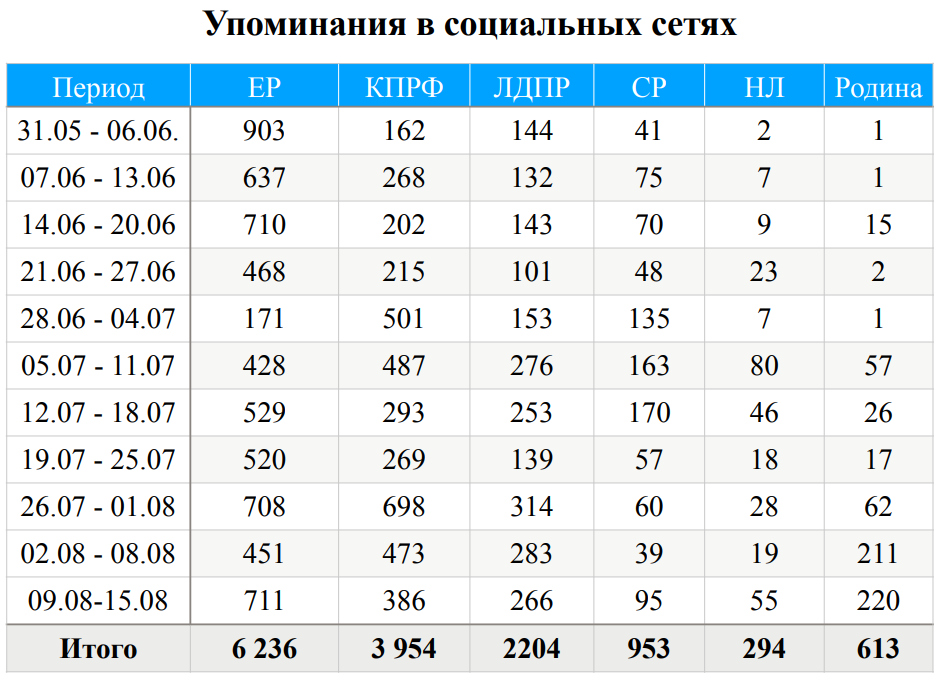 Упоминания в социальных сетях
Период ЕР КПРФ ЛДПР СР НЛ Родина
31.05 - 06.06. 903 162 144 41 2 1
07.06 - 13.06 637 268 132 75 7 1
14.06 - 20.06 710 202 143 70 9 15
21.06 - 27.06 468 215 101 48 23 2
28.06 - 04.07 171 501 153 135 7 1
05.07 - 11.07 428 487 276 163 80 57
12.07 - 18.07 529 293 253 170 46 26
19.07 - 25.07 520 269 139 57 18 17
26.07 - 01.08 708 698 314 60 28 62
02.08 - 08.08 451 473 283 39 19 211
09.08-15.08 711 386 266 95 55 220
Итого 6 236 3 954 2204 953 294 613